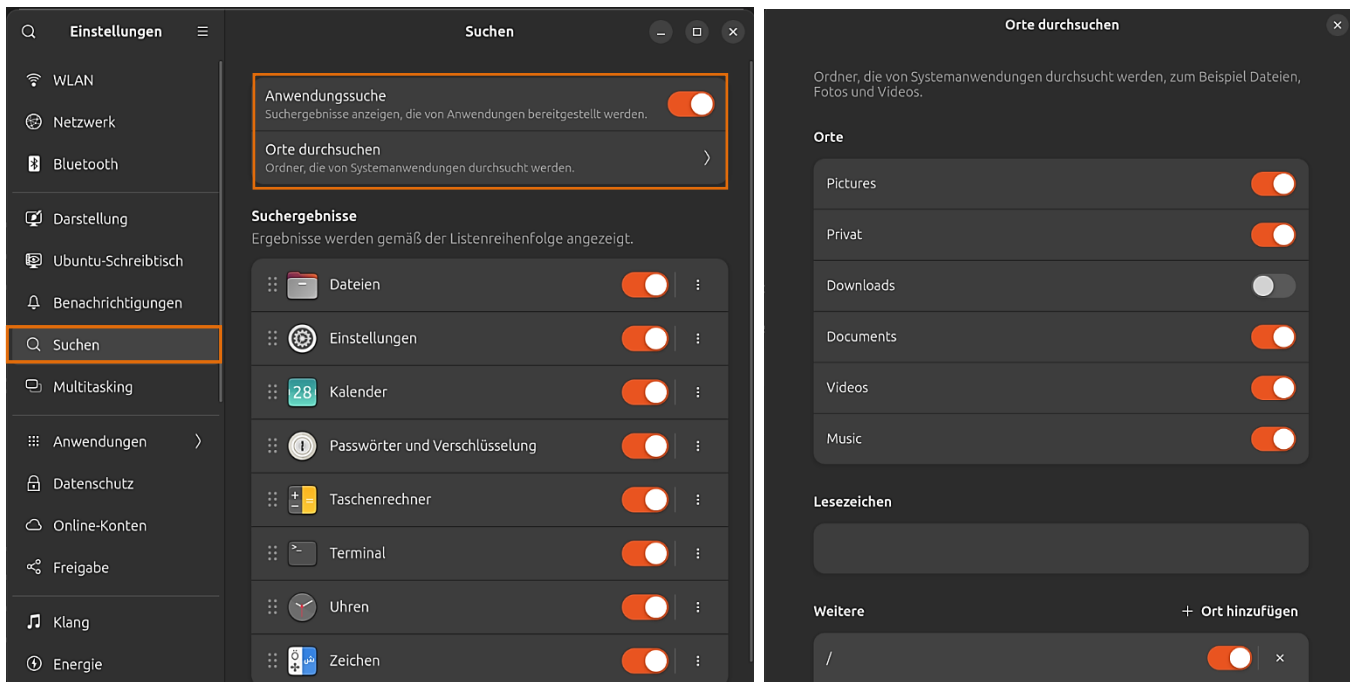 Einstellungen
WLAN
Netzwerk
Bluetooth
Darstellung
Ubuntu-Schreibtisch
Benachrichtigungen
Suchen
Multitasking
Anwendungen
Datenschutz
Online-Konten
Freigabe
Klang
Energie
Suchen
Anwendungssuche
Suchergebnisse anzeigen, die von Anwendungen bereitgestellt werden.
Orte durchsuchen
Ordner, die von Systemanwendungen durchsucht werden.
Suchergebnisse
Ergebnisse werden gemäß der Listenreihenfolge angezeigt.
Dateien
Einstellungen
28 Kalender
Passwörter und Verschlüsselung
Taschenrechner
Terminal
Uhren
Zeichen
Orte durchsuchen
Ordner, die von Systemanwendungen durchsucht werden, zum Beispiel Dateien,
Fotos und Videos.
Orte
Pictures
Privat
Downloads
Documents
Videos
Music
Lesezeichen
Weitere
+ Ort hinzufügen
/